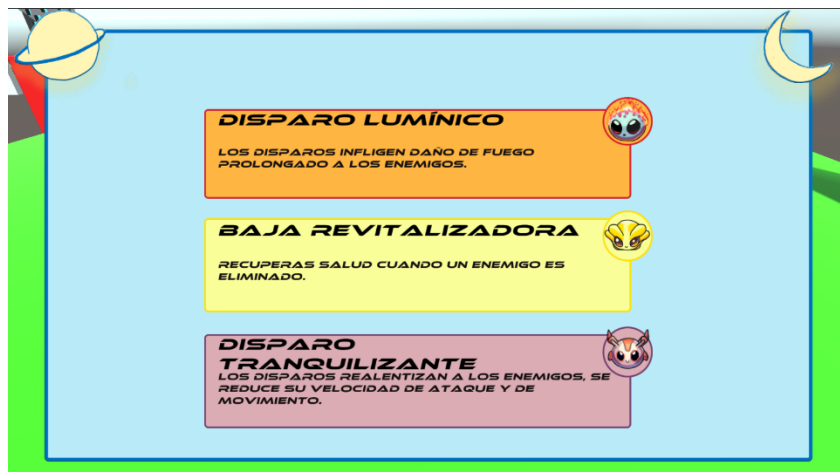 DISPARO LUMÍNICO
LOS DISPAROS INFLIGEN DAÑO DE FUEGO
PROLONGADO A LOS ENEMIGOS.
BAJA REVITALIZADORA
RECUPERAS SALUD CUANDO UN ENEMIGO ES
ELIMINADO.
DISPARO
TRANQUILIZANTE
LOS DISPAROS REALENTIZAN A LOS ENEMIGOS, SE
REDUCE SU VELOCIDAD DE ATAQUE Y DE
MOVIMIENTO.